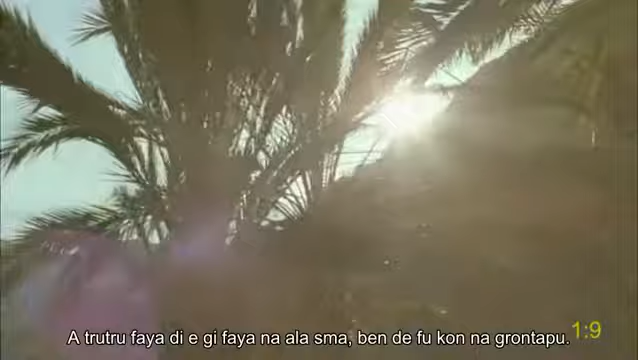 A trutru faya di e gi faya na ala sma, ben de fu kon na grontapu.
1:9